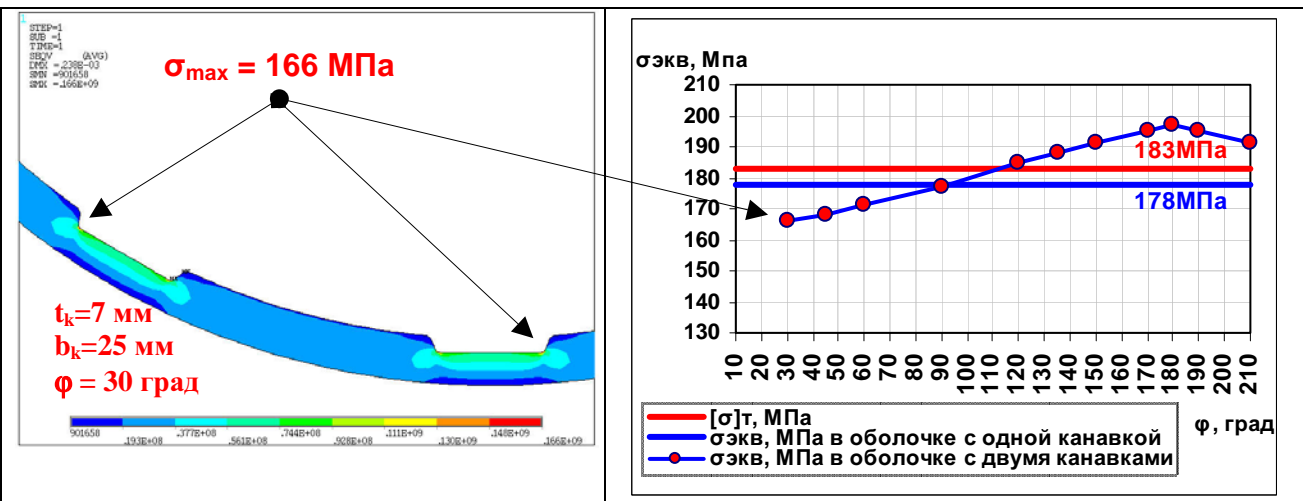 1
STEP=1
SUB =1
TIME=1
SEQV (AVG)
DMX =.238E-03
SMN =901658
SMX =.166E+09
σmax = 166 МПа
tk=7 мм
bk=25 мм
φ = 30 град
901658 .193E+08 .377E+08 .561E+08 .744E+08 .928E+08 .111E+09 .130E+09 .148E+09 .166E+09
σэкв, Мпа
210
200
190
180
170
160
150
140
130
183МПа
178МПа
10 20 30 40 50 60 70 80 90 100 110 120 130 140 150 160 170 180 190 200 210
φ, град
[σ]т, МПа
σэкв, МПа в оболочке с одной канавкой
σэкв, МПа в оболочке с двумя канавками